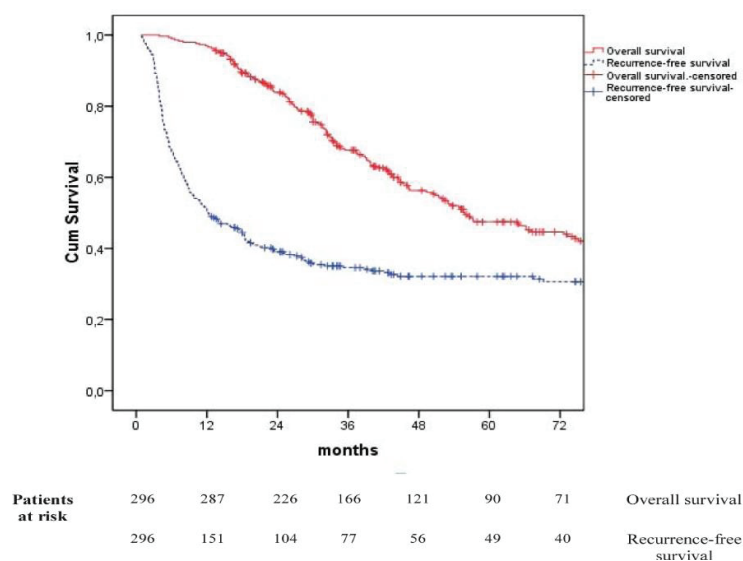 1,0
0,8
0,6
0,4
0,2
0,0
Cum Survival
0 12 24 36 48 60 72
months
Overall survival
Recurrence-free survival
Overall survival.-censored
Recurrence-free survival-
censored
Patients
at risk
296 287 226 166 121 90 71 Overall survival
296 151 104 77 56 49 40 Recurrence-free
survival